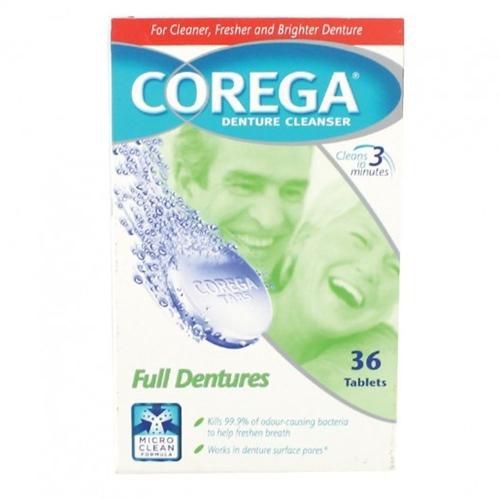 For Cleaner, Fresher and Brighter Denture
COREGA®
DENTURE CLEANSER
Cleans
in 3
minutes
COREGA
TABS
Full Dentures
36
Tablets
MICRO
CLEAN
FORMULA
Kills 99.9% of odour-causing bacteria
to help freshen breath
Works in denture surface pores*